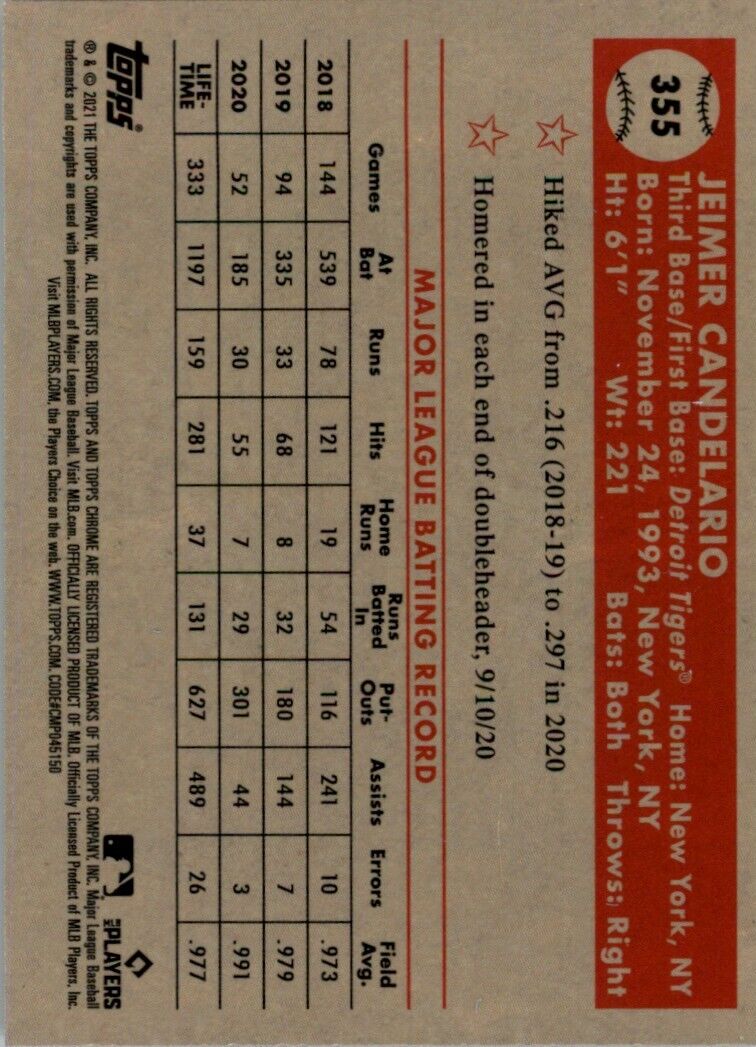 355
JEIMER CANDELARIO
Third Base/First Base: Detroit Tigers® Home: New York, NY
Born: November 24, 1993, New York, NY
Ht: 6'1" Wt: 221 Bats: Both Throws: Right
Hiked AVG from .216 (2018-19) to .297 in 2020
Homered in each end of doubleheader, 9/10/20
MAJOR LEAGUE BATTING RECORD
Games At Bat Runs Hits Home Runs Runs Batted In Put-Outs Assists Errors Field Avg.
2018 144 539 78 121 19 54 116 241 10 .973
2019 94 335 33 68 8 32 180 144 7 .979
2020 52 185 30 55 7 29 301 44 3 .991
LIFE-TIME 333 1197 159 281 37 131 627 489 26 .977
topps®
MLB PLAYERS
® & © 2021 THE TOPPS COMPANY, INC. ALL RIGHTS RESERVED. TOPPS AND TOPPS CHROME ARE REGISTERED TRADEMARKS OF THE TOPPS COMPANY, INC. Major League Baseball
trademarks and copyrights are used with permission of Major League Baseball. Visit MLB.com. OFFICIALLY LICENSED PRODUCT OF MLB. Officially Licensed Product of MLB Players, Inc.
Visit MLBPLAYERS.COM, the Players Choice on the web. WWW.TOPPS.COM. CODE#CMP045150